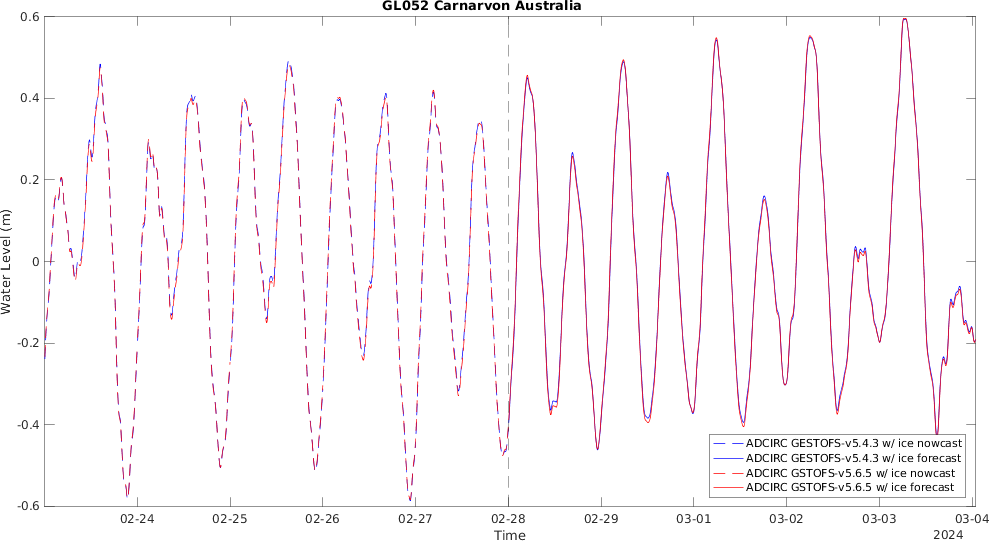 GL052 Carnarvon Australia
0.6
0.4
0.2
0
-0.2
-0.4
-0.6
Water Level (m)
ADCIRC GESTOFS-v5.4.3 w/ ice nowcast
ADCIRC GESTOFS-v5.4.3 w/ ice forecast
ADCIRC GSTOFS-v5.6.5 w/ ice nowcast
ADCIRC GSTOFS-v5.6.5 w/ ice forecast
02-24 02-25 02-26 02-27 02-28 02-29 03-01 03-02 03-03 03-04
Time
2024